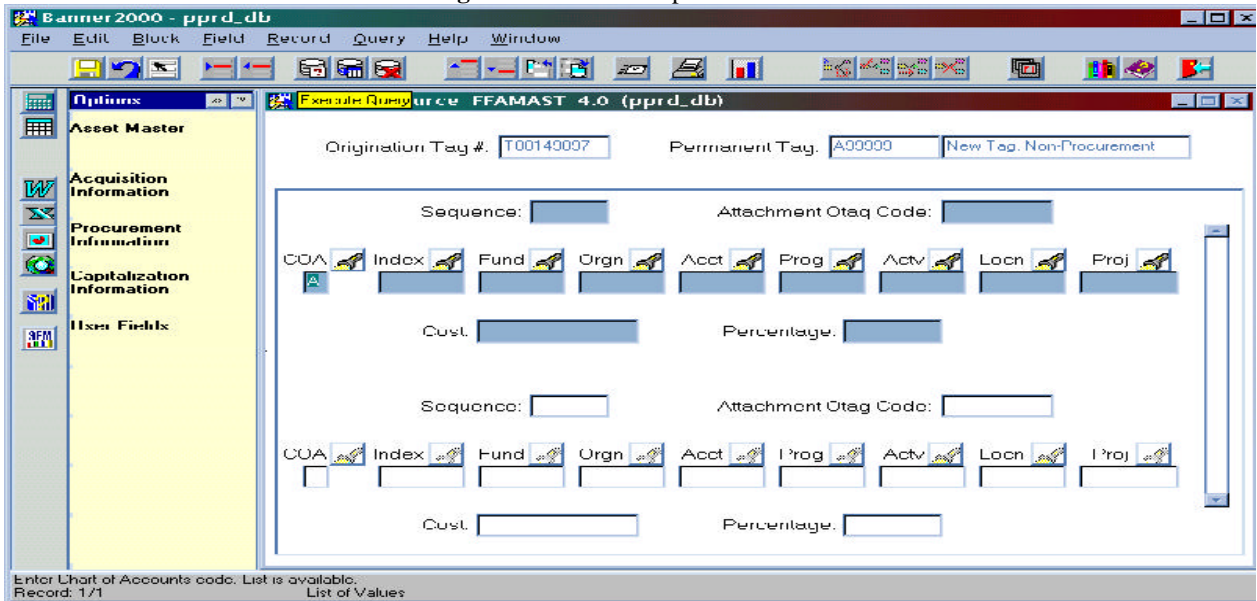 Banner2000 - pprd_db
File Edit Block Field Record Query Help Window
Options
Execute Query
urce FFAMAST 4.0 (pprd_db)
Asset Master
Acquisition Information
Procurement Information
Capitalization Information
User Fields
Origination Tag #.
Permanent Tag.
New Tag. Non-Procurement
Sequence:
Attachment Otag Code:
COA Index Fund Orgn Acct Prog Actv Locn Proj
A
Cost.
Percentage.
Sequence:
Attachment Otag Code:
COA Index Fund Orgn Acct Prog Actv Locn Proj
Cost.
Percentage.
Enter Chart of Accounts code. List is available.
Record: 1/1 List of Values